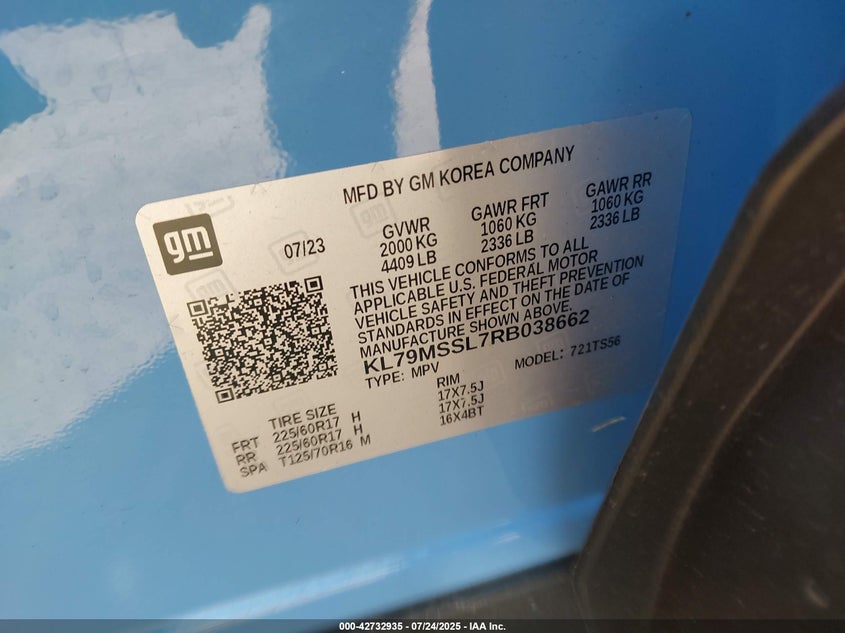 MFD BY GM KOREA COMPANY
gm
07/23
GVWR
2000 KG
4409 LB
GAWR FRT
1060 KG
2336 LB
GAWR RR
1060 KG
2336 LB
THIS VEHICLE CONFORMS TO ALL
APPLICABLE U.S. FEDERAL MOTOR
VEHICLE SAFETY AND THEFT PREVENTION
STANDARDS IN EFFECT ON THE DATE OF
MANUFACTURE SHOWN ABOVE.
KL79MSSL7RB038662
TYPE: MPV
MODEL: 721TS56
TIRE SIZE
RIM
FRT 225/60R17 H 17X7.5J
RR 225/60R17 H 17X7.5J
SPA T125/70R16 M 16X4BT
000-42732935 - 07/24/2025 - IAA Inc.